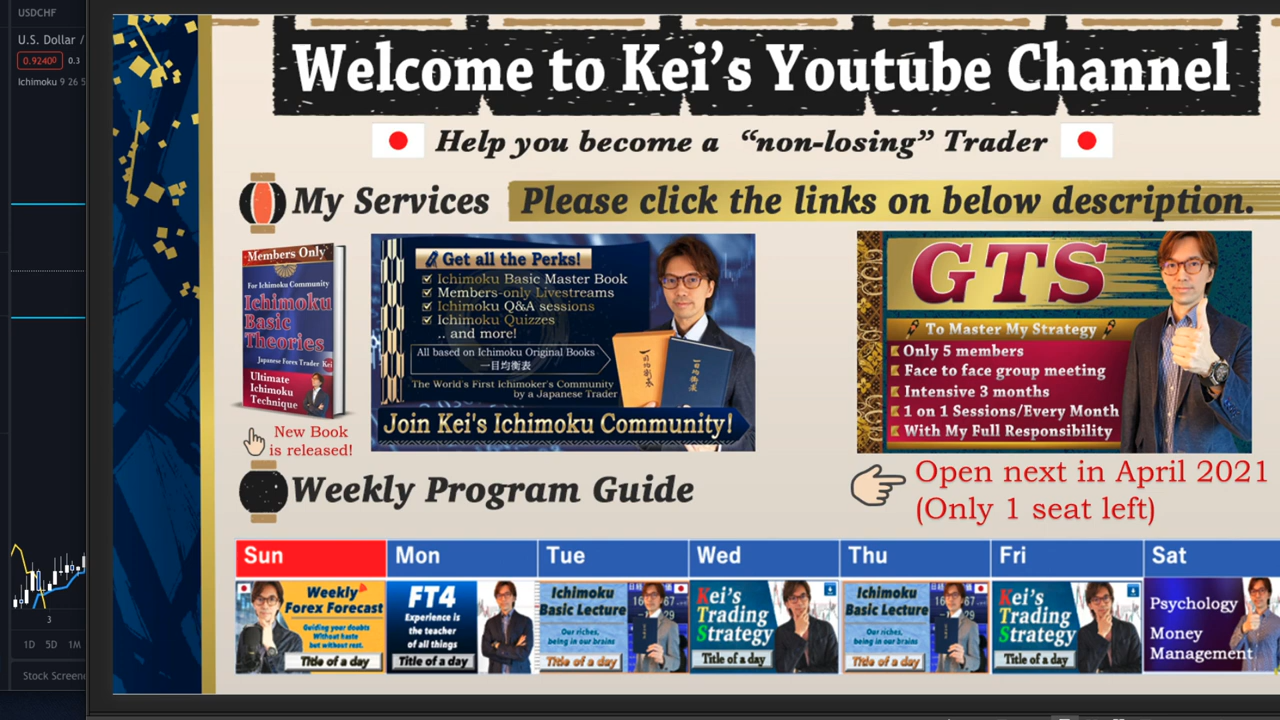 USDCHF
U.S. Dollar /
0.92400 0.3
Ichimoku 9 26 5
3
1D 5D 1M
Stock Screen
Welcome to Kei's Youtube Channel
Help you become a “non-losing” Trader
My Services
Please click the links on below description.
Members Only
For Ichimoku Community
Ichimoku
Basic
Theories
Japanese Forex Trader Kei
Ultimate
Ichimoku
Technique
New Book
is released!
Get all the Perks!
Ichimoku Basic Master Book
Members-only Livestreams
Ichimoku Q&A sessions
Ichimoku Quizzes
.. and more!
All based on Ichimoku Original Books
一目均衡表
The World's First Ichimoker's Community
by a Japanese Trader
Join Kei's Ichimoku Community!
GTS
To Master My Strategy
Only 5 members
Face to face group meeting
Intensive 3 months
1 on 1 Sessions/Every Month
With My Full Responsibility
Open next in April 2021
(Only 1 seat left)
Weekly Program Guide
Sun Mon Tue Wed Thu Fri Sat
Weekly
Forex Forecast
Guiding your doubts
Without haste
but without rest.
Title of a day
FT4
Experience is
the teacher
of all things
Title of a day
Ichimoku
Basic Lecture
Our riches,
being in our brains
Title of a day
Kei's
Trading
Strategy
Title of a day
Ichimoku
Basic Lecture
Our riches,
being in our brains
Title of a day
Kei's
Trading
Strategy
Title of a day
Psychology
Money
Management